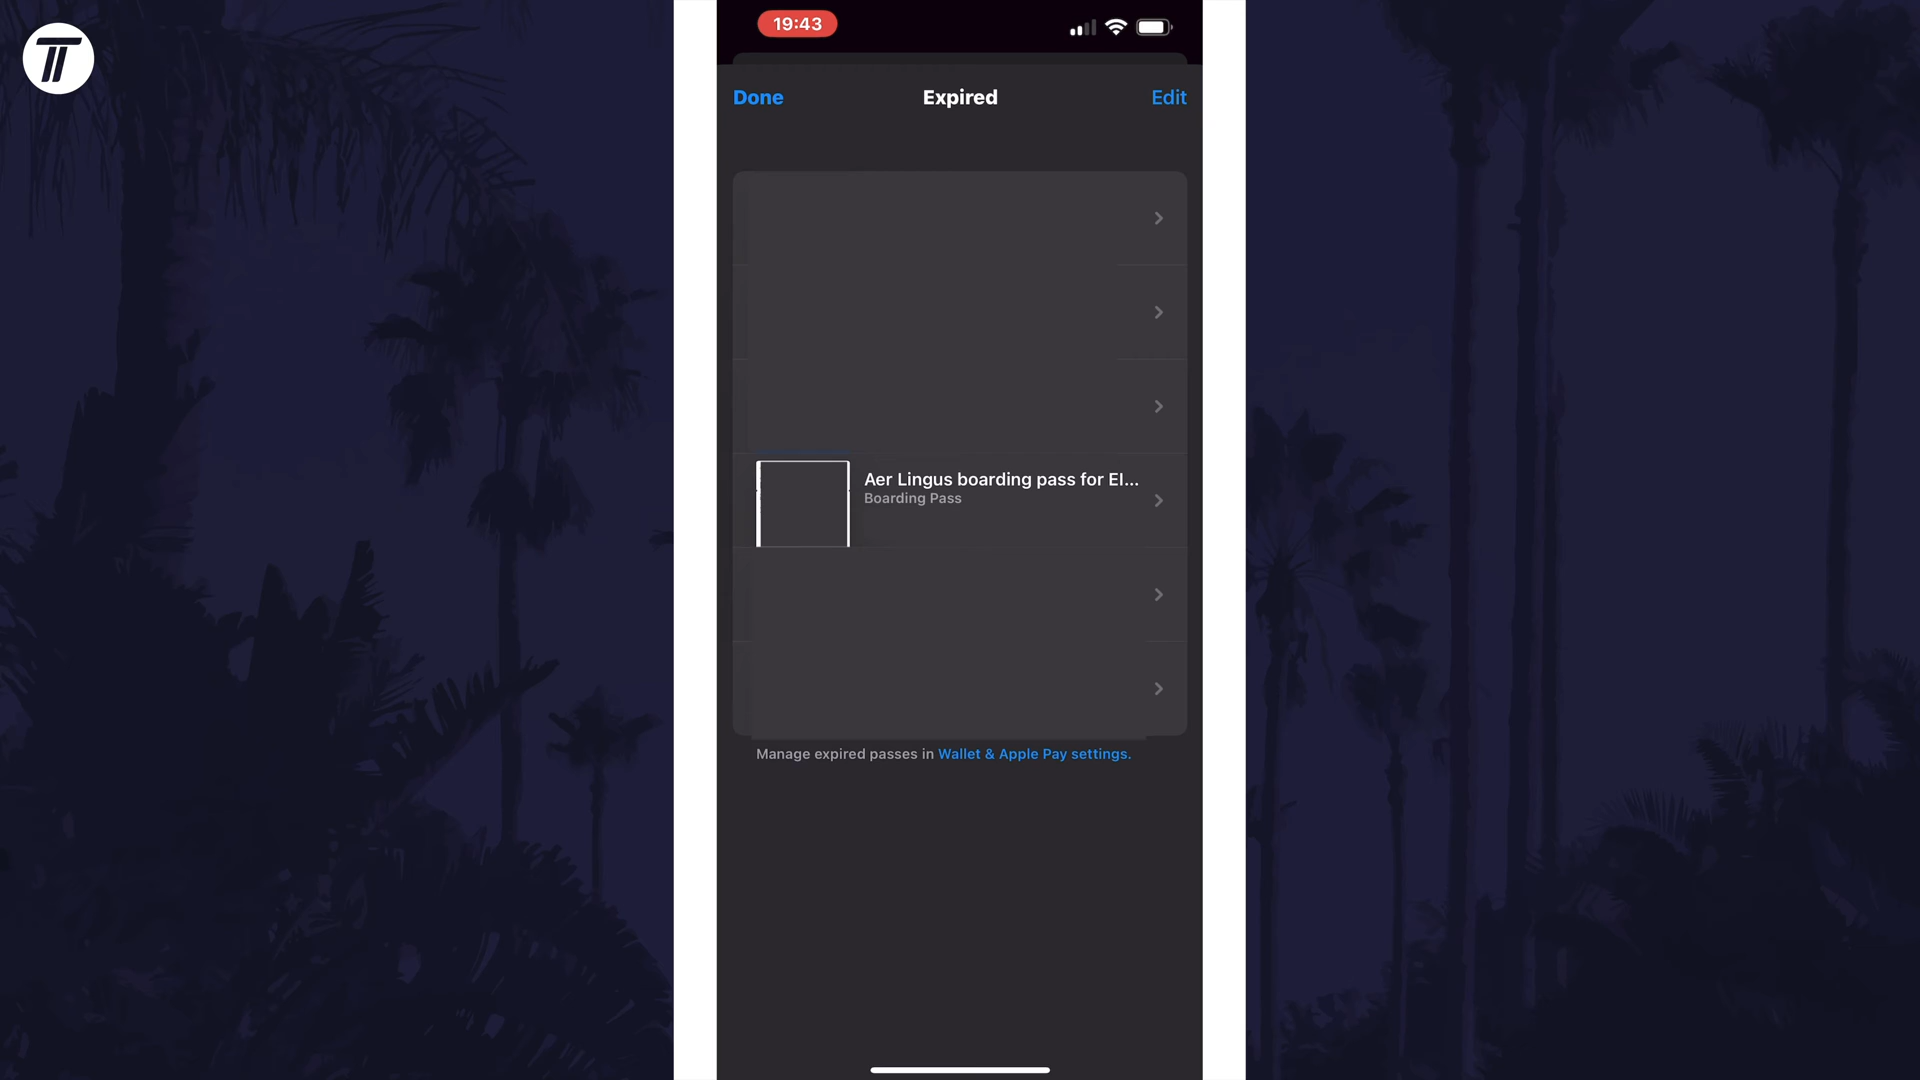 19:43
Done
Expired
Edit
Aer Lingus boarding pass for EI...
Boarding Pass
Manage expired passes in Wallet & Apple Pay settings.